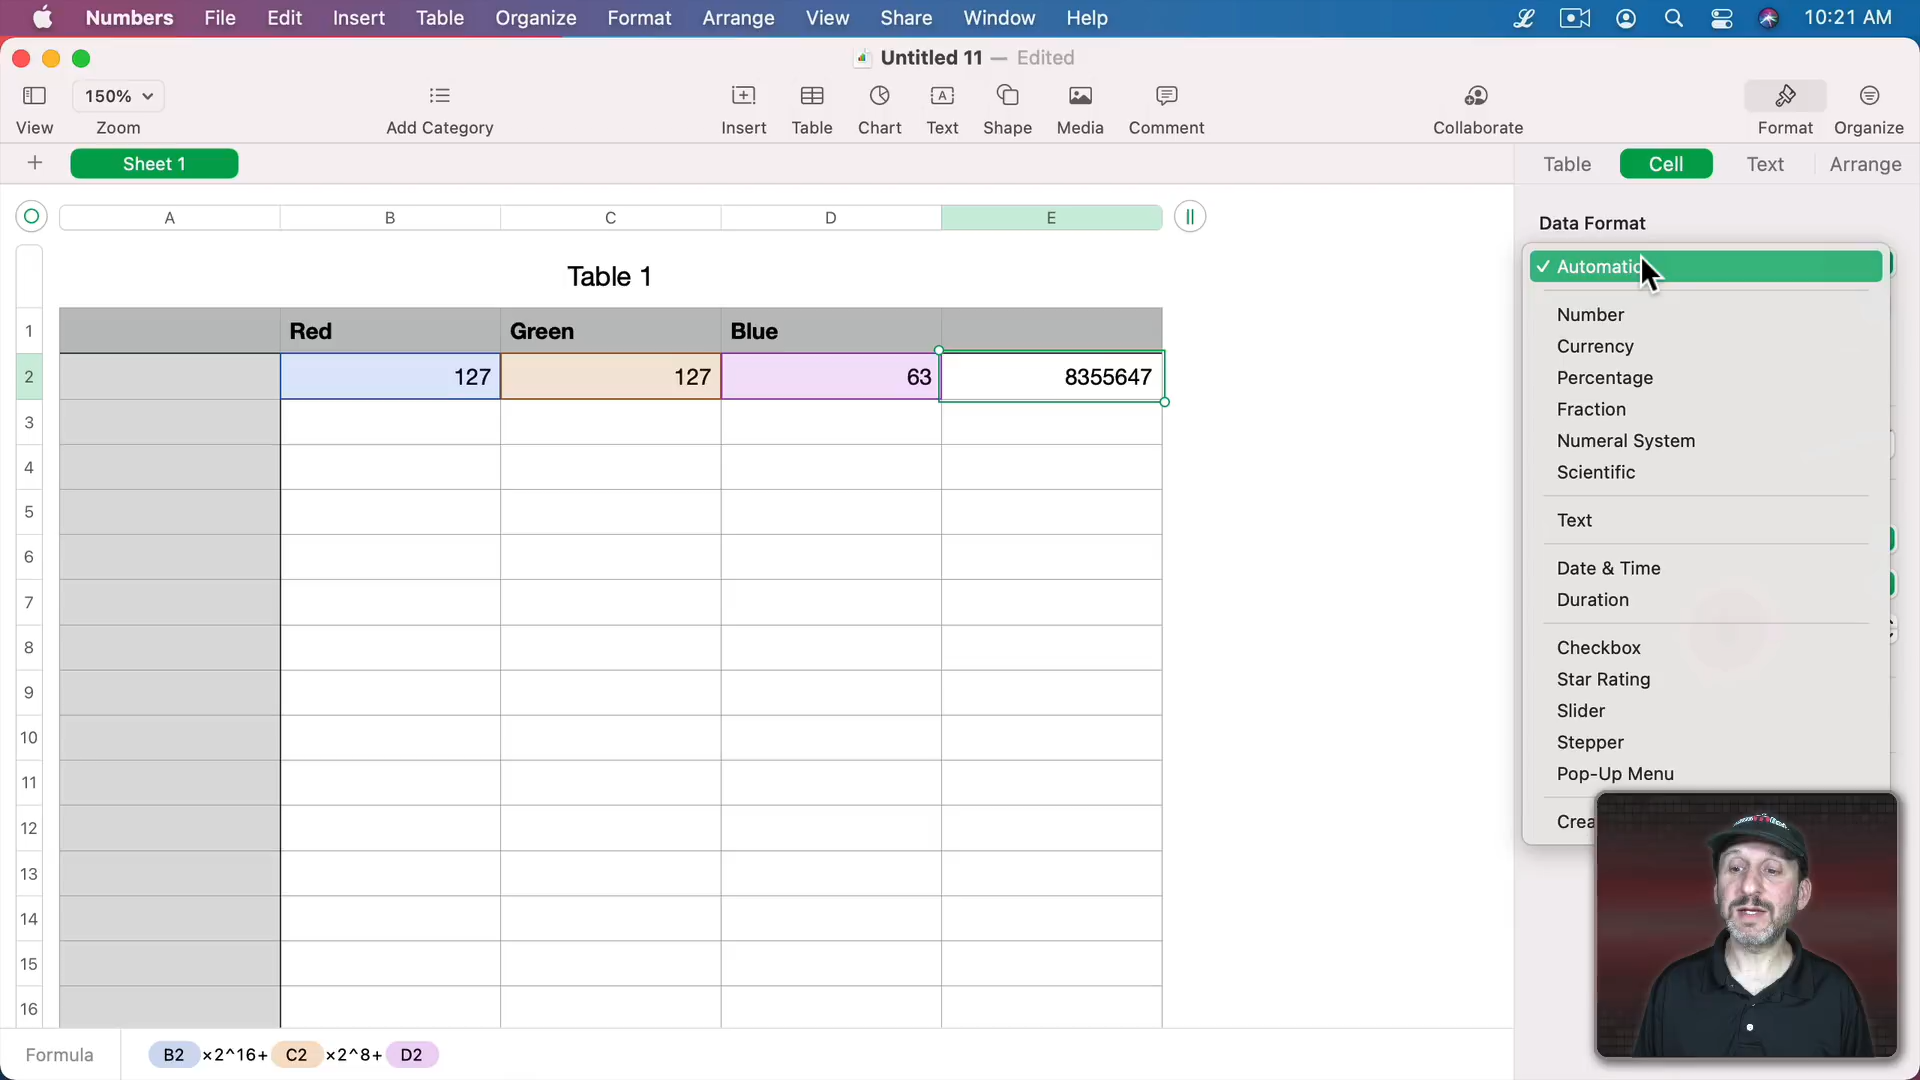 Numbers File Edit Insert Table Organize Format Arrange View Share Window Help 10:21 AM
Untitled 11 — Edited
150%
View Zoom Add Category Insert Table Chart Text Shape Media Comment Collaborate Format Organize
Sheet 1
Table Cell Text Arrange
A B C D E
Data Format
✓ Automatic
Number
Currency
Percentage
Fraction
Numeral System
Scientific
Text
Date & Time
Duration
Checkbox
Star Rating
Slider
Stepper
Pop-Up Menu
Crea
Table 1
1 Red Green Blue
2 127 127 63 8355647
3
4
5
6
7
8
9
10
11
12
13
14
15
16
Formula B2 ×2^16+ C2 ×2^8+ D2